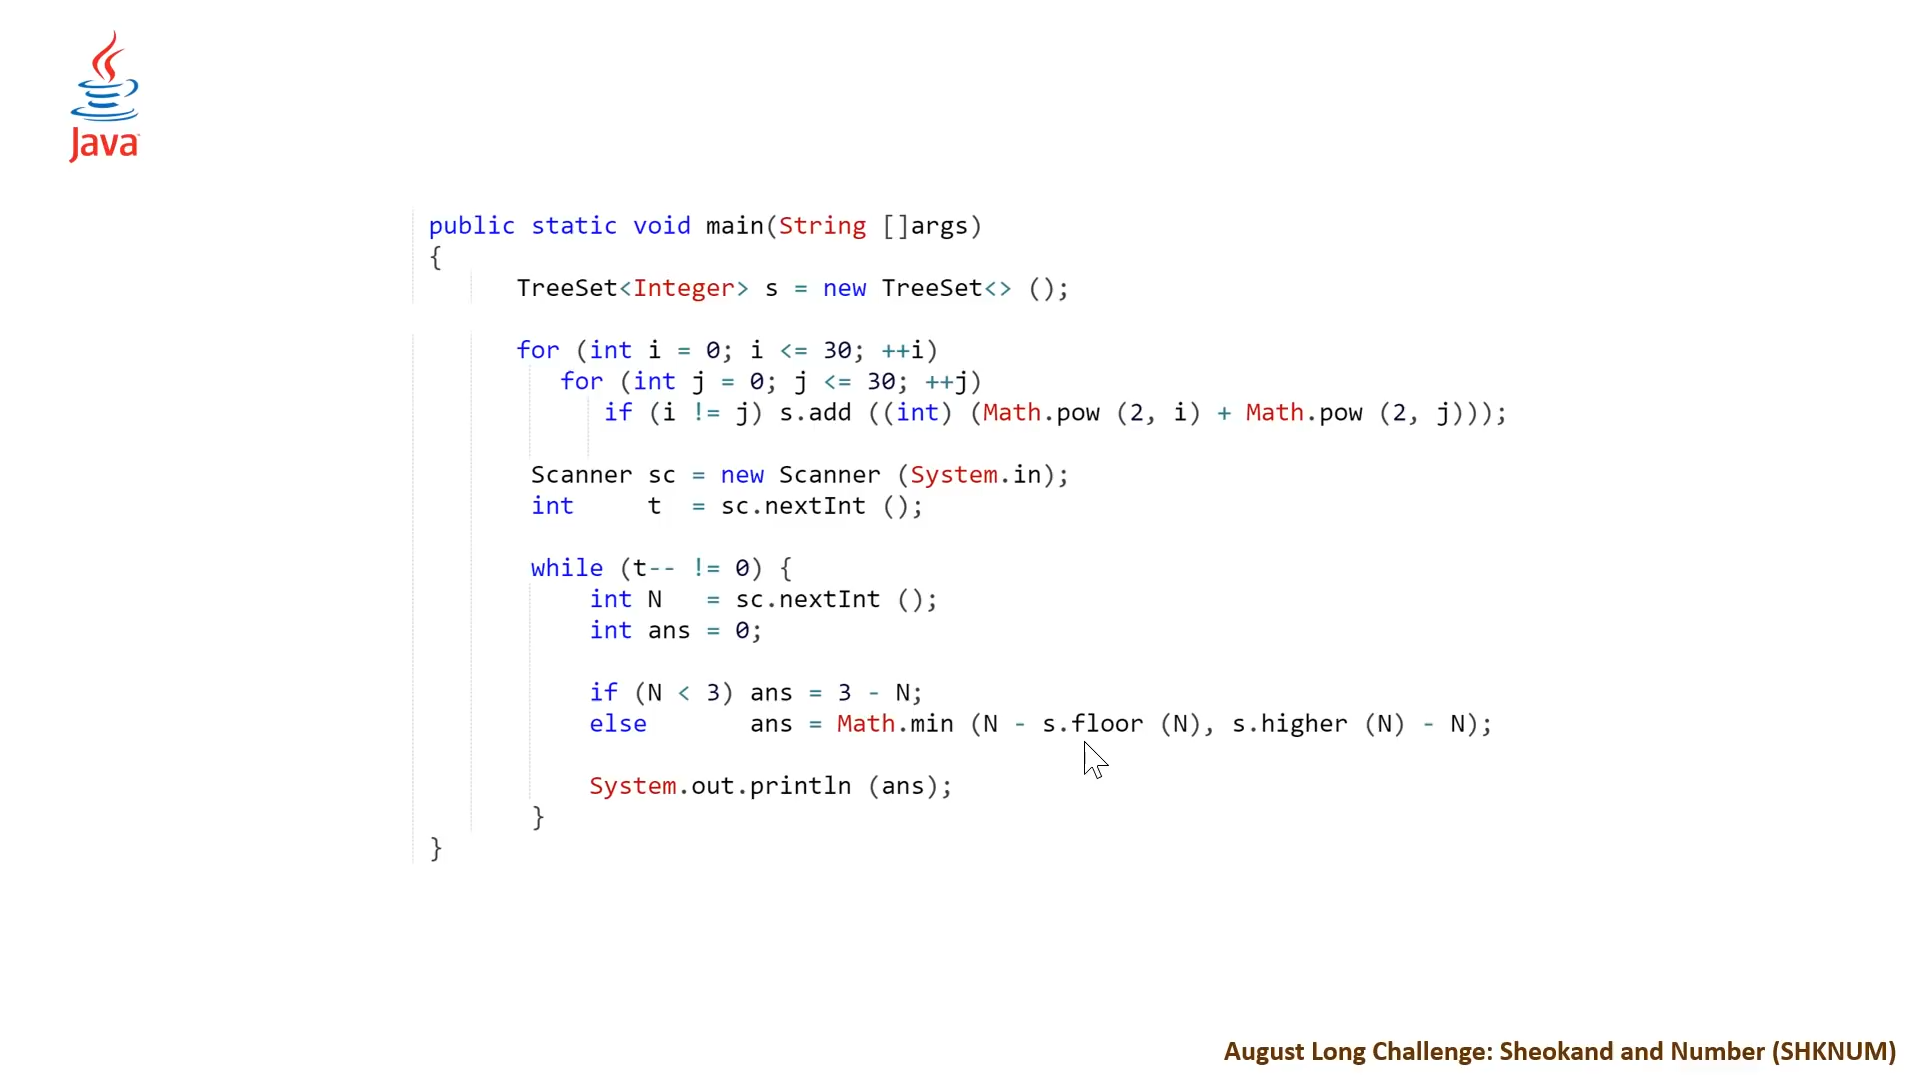 Java
public static void main(String []args)
{
TreeSet<Integer> s = new TreeSet<> ();
for (int i = 0; i <= 30; ++i)
for (int j = 0; j <= 30; ++j)
if (i != j) s.add ((int) (Math.pow (2, i) + Math.pow (2, j)));
Scanner sc = new Scanner (System.in);
int t = sc.nextInt ();
while (t-- != 0) {
int N = sc.nextInt ();
int ans = 0;
if (N < 3) ans = 3 - N;
else ans = Math.min (N - s.floor (N), s.higher (N) - N);
System.out.println (ans);
}
}
August Long Challenge: Sheokand and Number (SHKNUM)